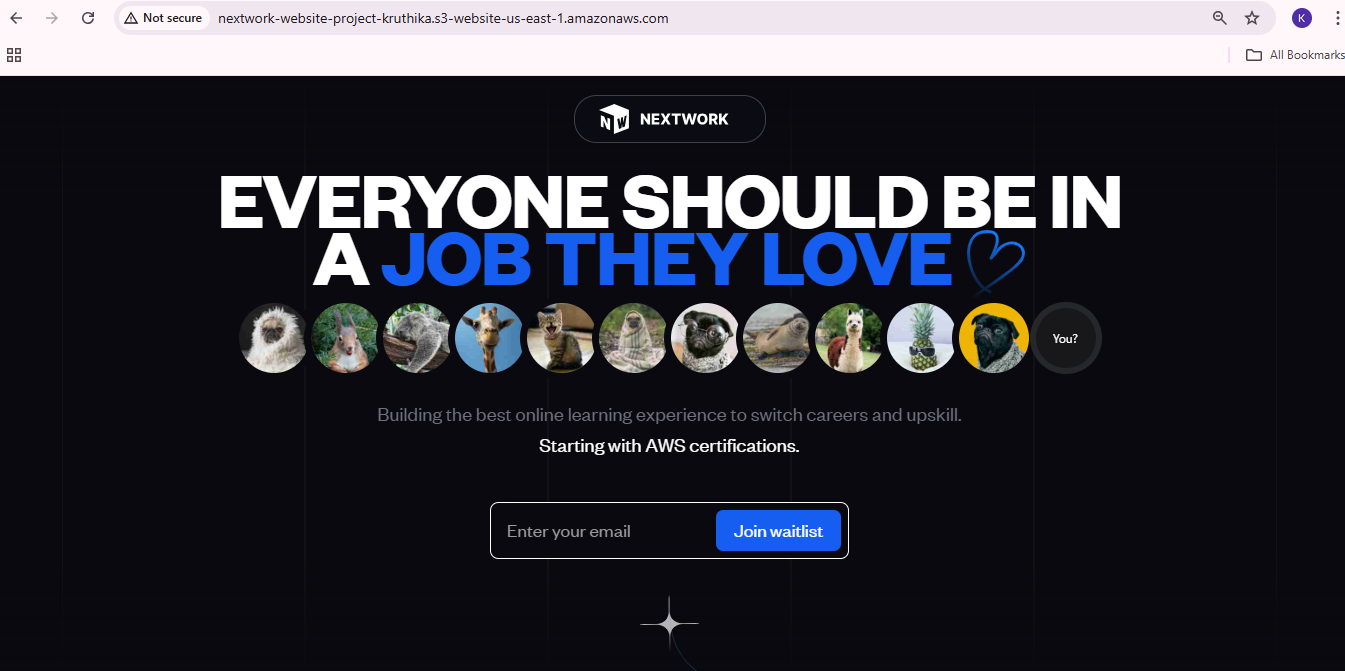 Not secure nextwork-website-project-kruthika.s3-website-us-east-1.amazonaws.com K
All Bookmarks
NW NEXTWORK
EVERYONE SHOULD BE IN
A JOB THEY LOVE
You?
Building the best online learning experience to switch careers and upskill.
Starting with AWS certifications.
Enter your email Join waitlist